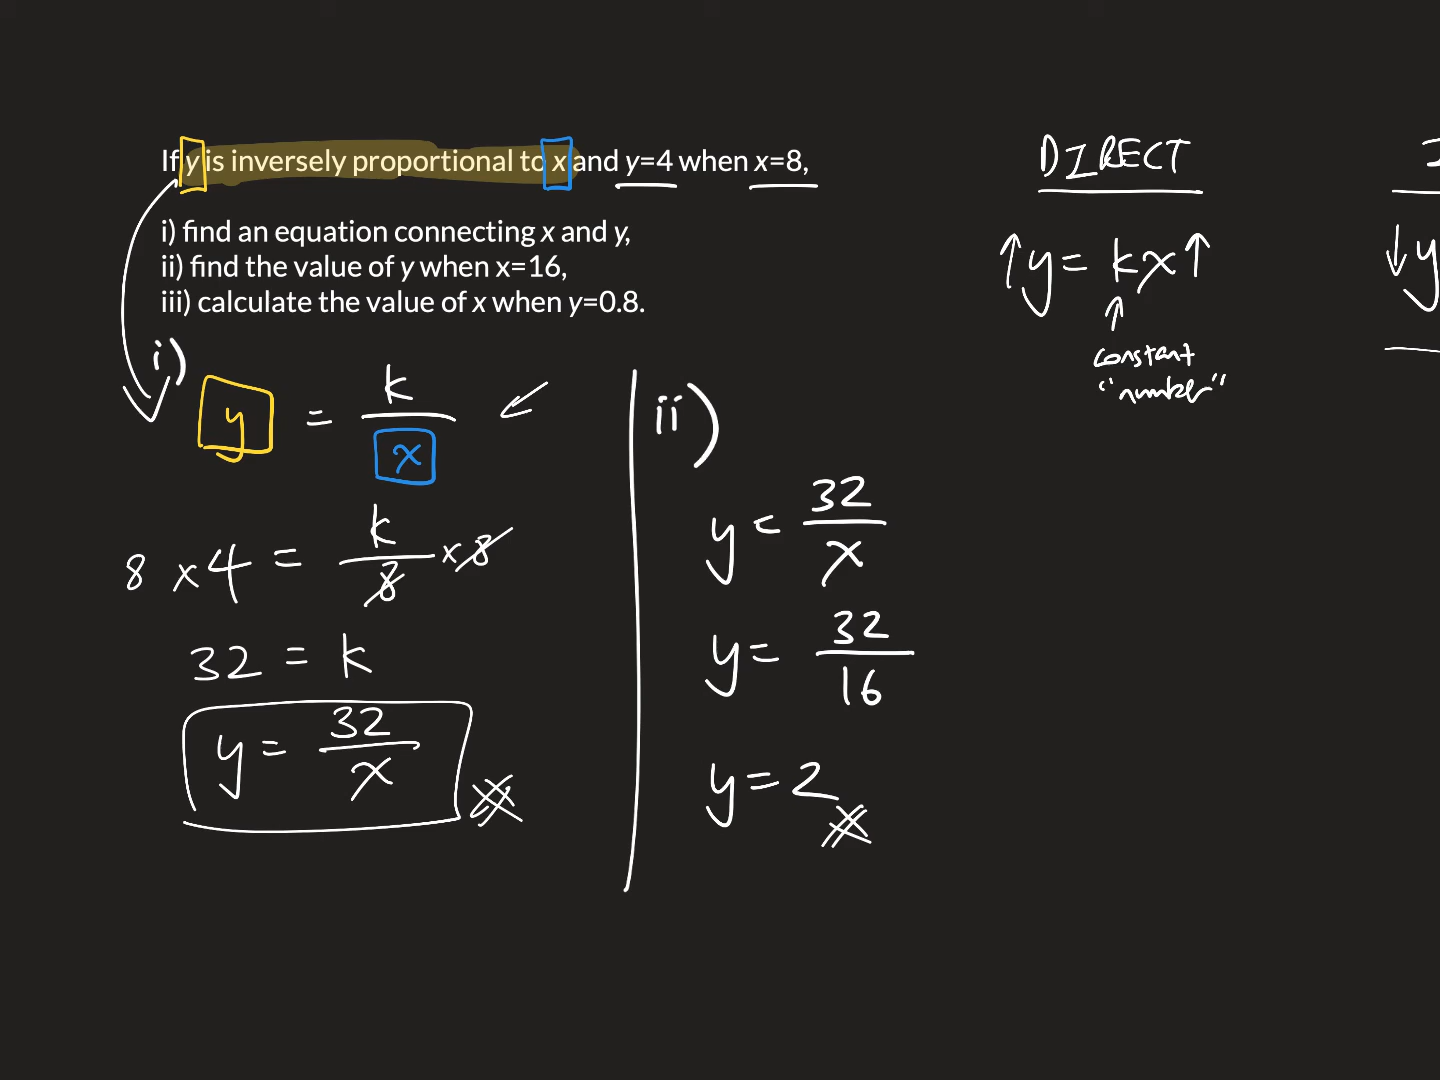 If y is inversely proportional to x and y=4 when x=8,
i) find an equation connecting x and y,
ii) find the value of y when x=16,
iii) calculate the value of x when y=0.8.
i)
y = k/x
8 x 4 = k/8 x 8
32 = k
y = 32/x
ii)
y = 32/x
y = 32/16
y = 2
DIRECT
↑y = kx↑
↑
constant
"number"
↓y